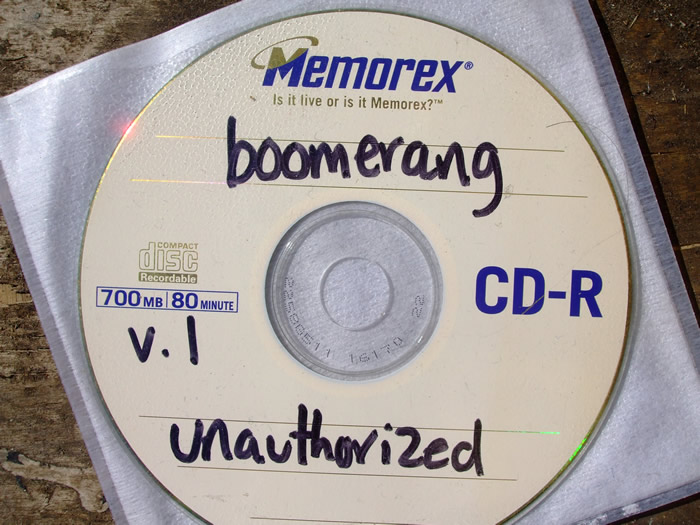 Memorex®
Is it live or is it Memorex?™
boomerang
COMPACT
disc
Recordable
700 MB | 80 MINUTE
CD-R
v.1
unauthorized